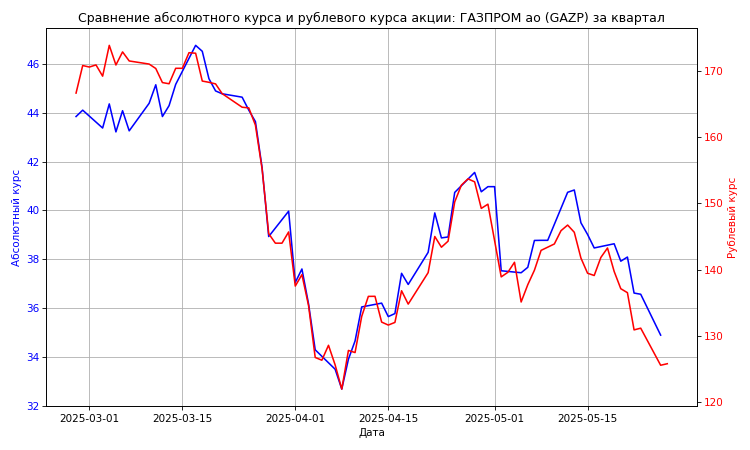 Сравнение абсолютного курса и рублевого курса акции: ГАЗПРОМ ао (GAZP) за квартал
46
44
42
40
38
36
34
32
Абсолютный курс
170
160
150
140
130
120
Рублевый курс
2025-03-01 2025-03-15 2025-04-01 2025-04-15 2025-05-01 2025-05-15
Дата